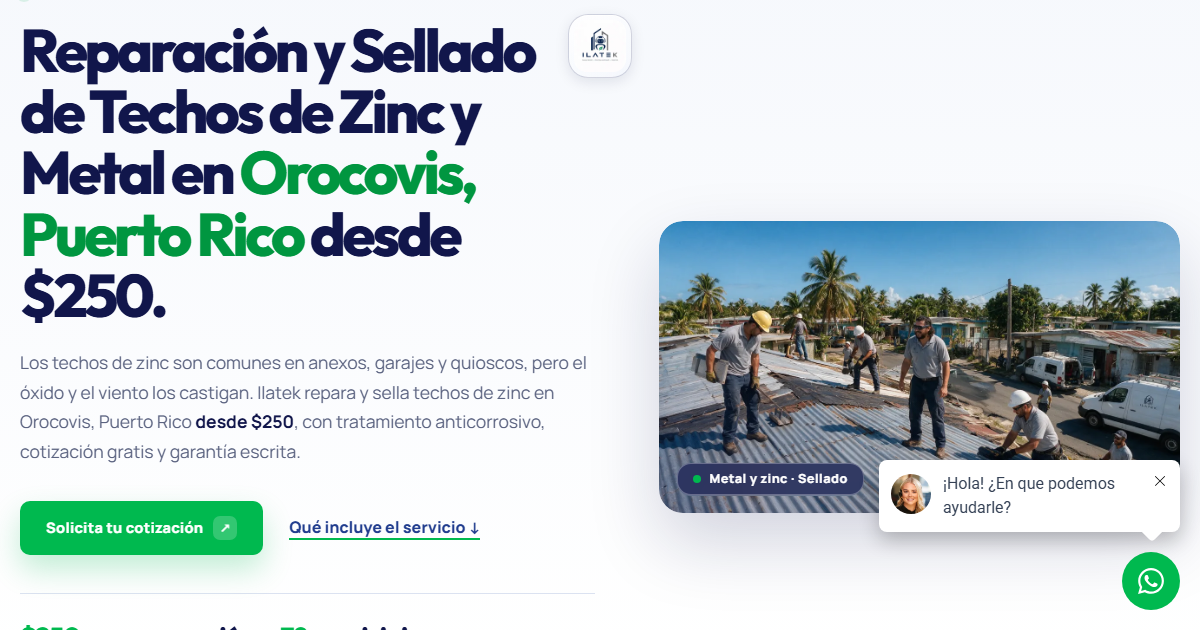 Reparación y Sellado
de Techos de Zinc y
Metal en Orocovis,
Puerto Rico desde
$250.
ILATEK
Los techos de zinc son comunes en anexos, garajes y quioscos, pero el
óxido y el viento los castigan. Ilatek repara y sella techos de zinc en
Orocovis, Puerto Rico desde $250, con tratamiento anticorrosivo,
cotización gratis y garantía escrita.
Solicita tu cotización ↗
Qué incluye el servicio ↓
Metal y zinc · Sellado
¡Hola! ¿En que podemos
ayudarle?